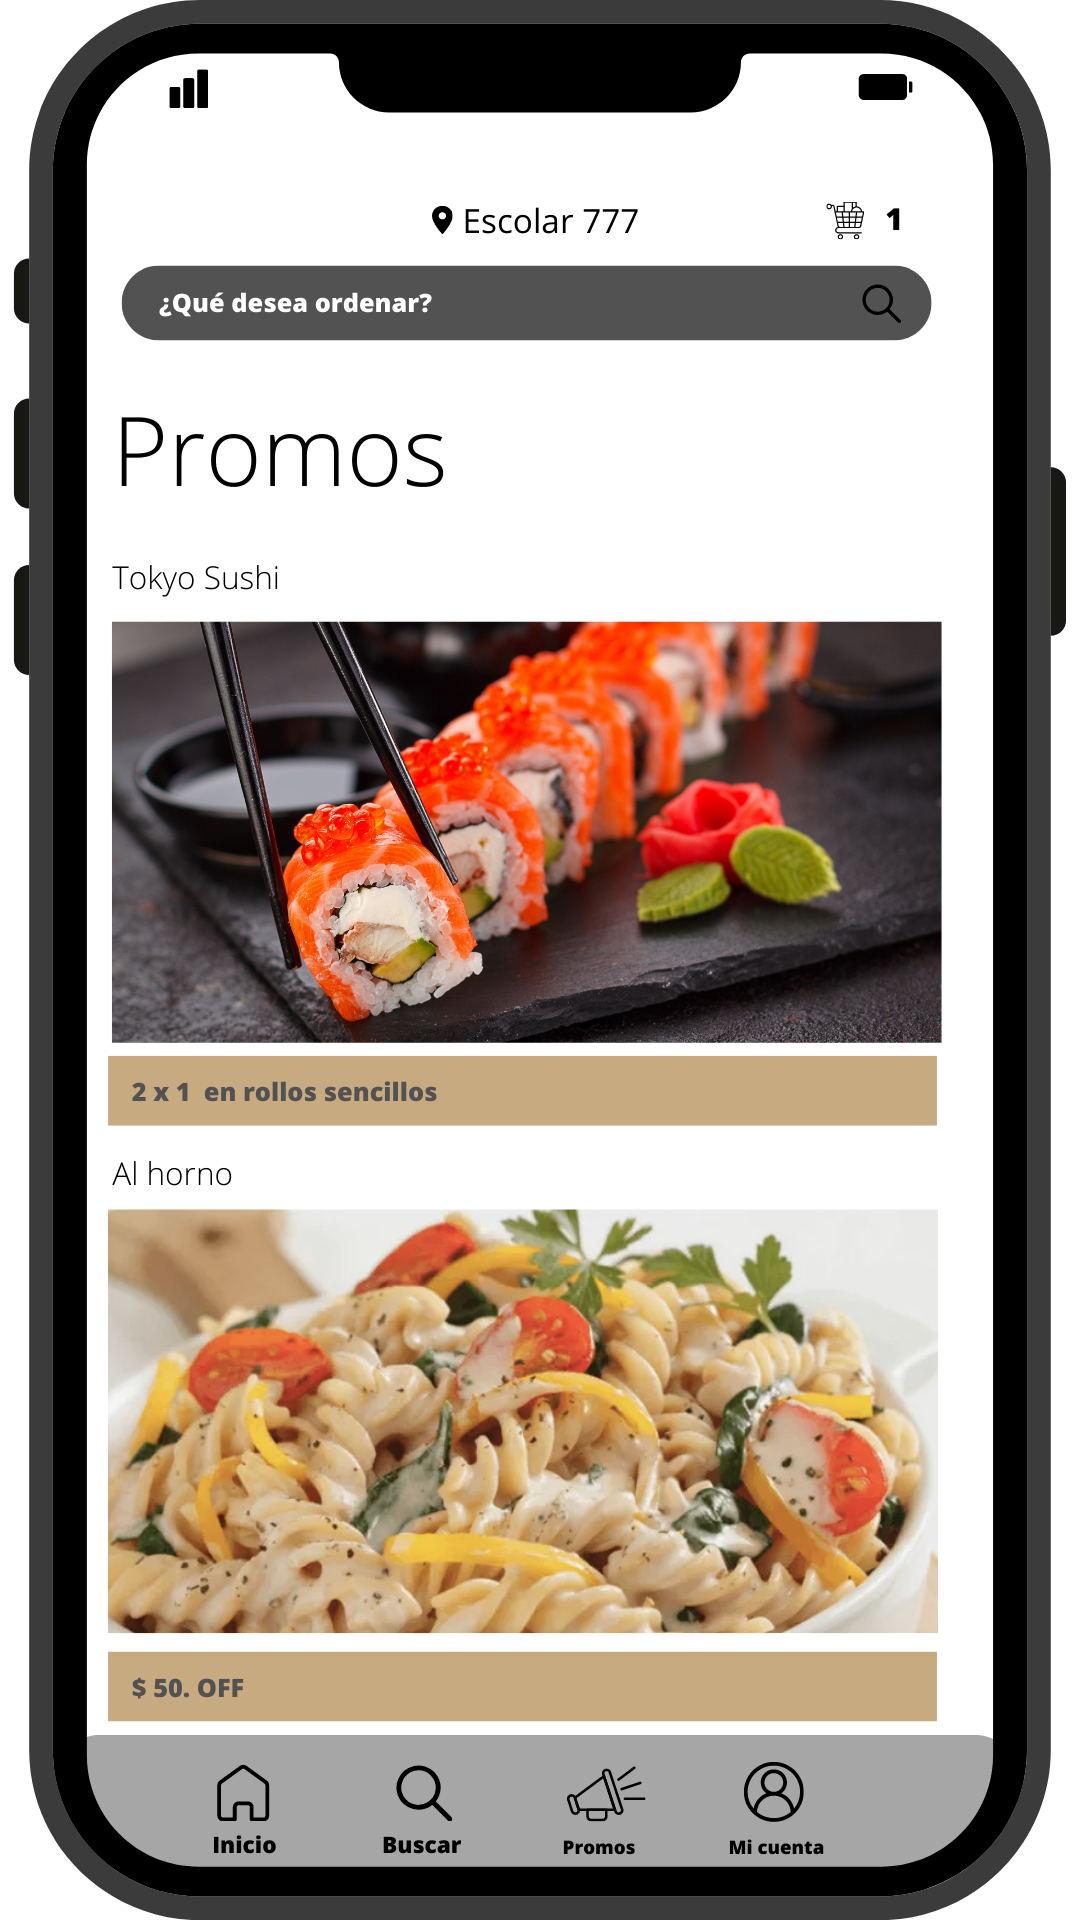 Escolar 777
1
¿Qué desea ordenar?
Promos
Tokyo Sushi
2 x 1  en rollos sencillos
Al horno
$ 50. OFF
Inicio
Buscar
Promos
Mi cuenta